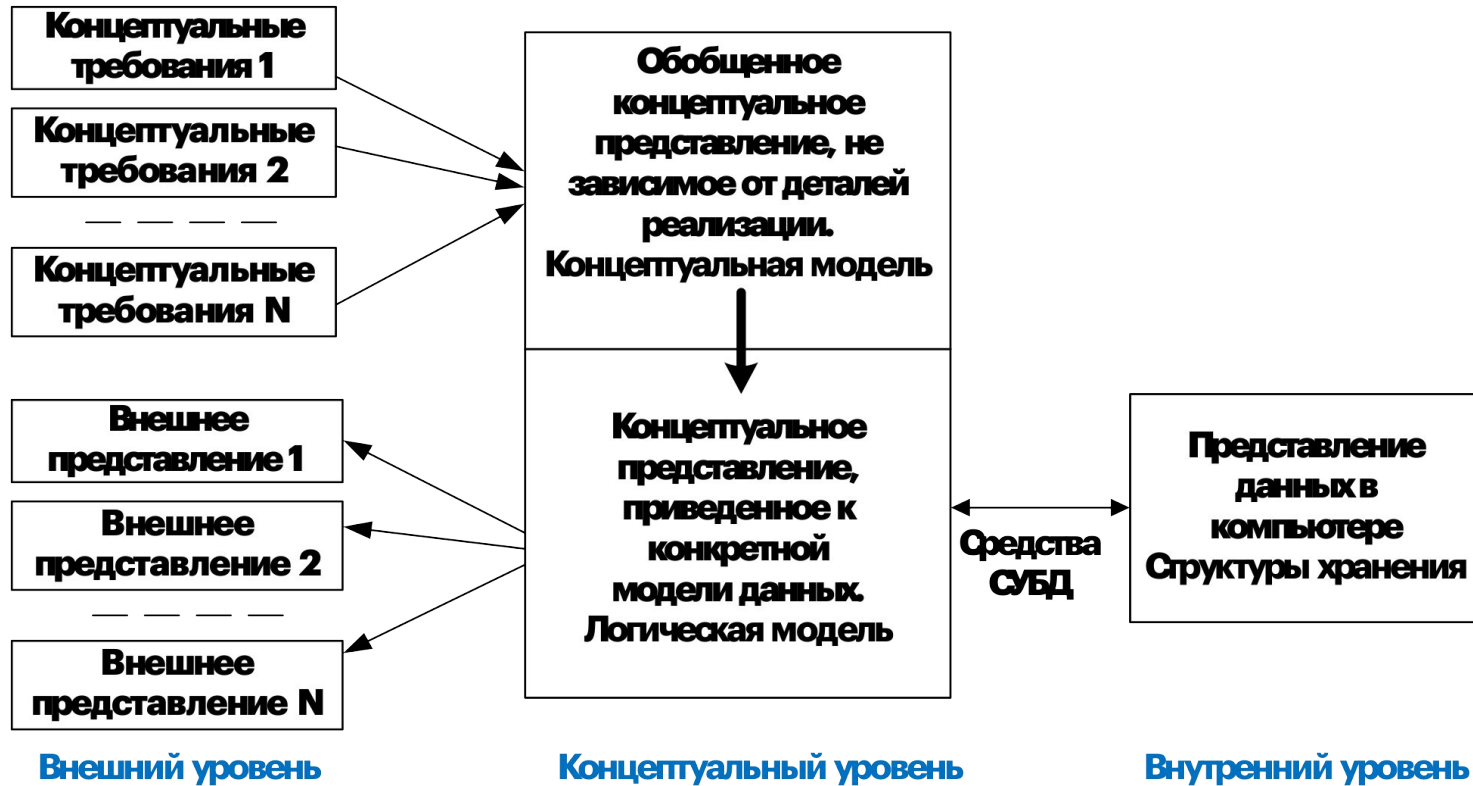 Концептуальные
требования 1
Концептуальные
требования 2
Концептуальные
требования N
Обобщенное
концептуальное
представление, не
зависимое от деталей
реализации.
Концептуальная модель
Внешнее
представление 1
Внешнее
представление 2
Внешнее
представление N
Концептуальное
представление,
приведенное к
конкретной
модели данных.
Логическая модель
Средства
СУБД
Представление
данных в
компьютере
Структуры хранения
Внешний уровень
Концептуальный уровень
Внутренний уровень